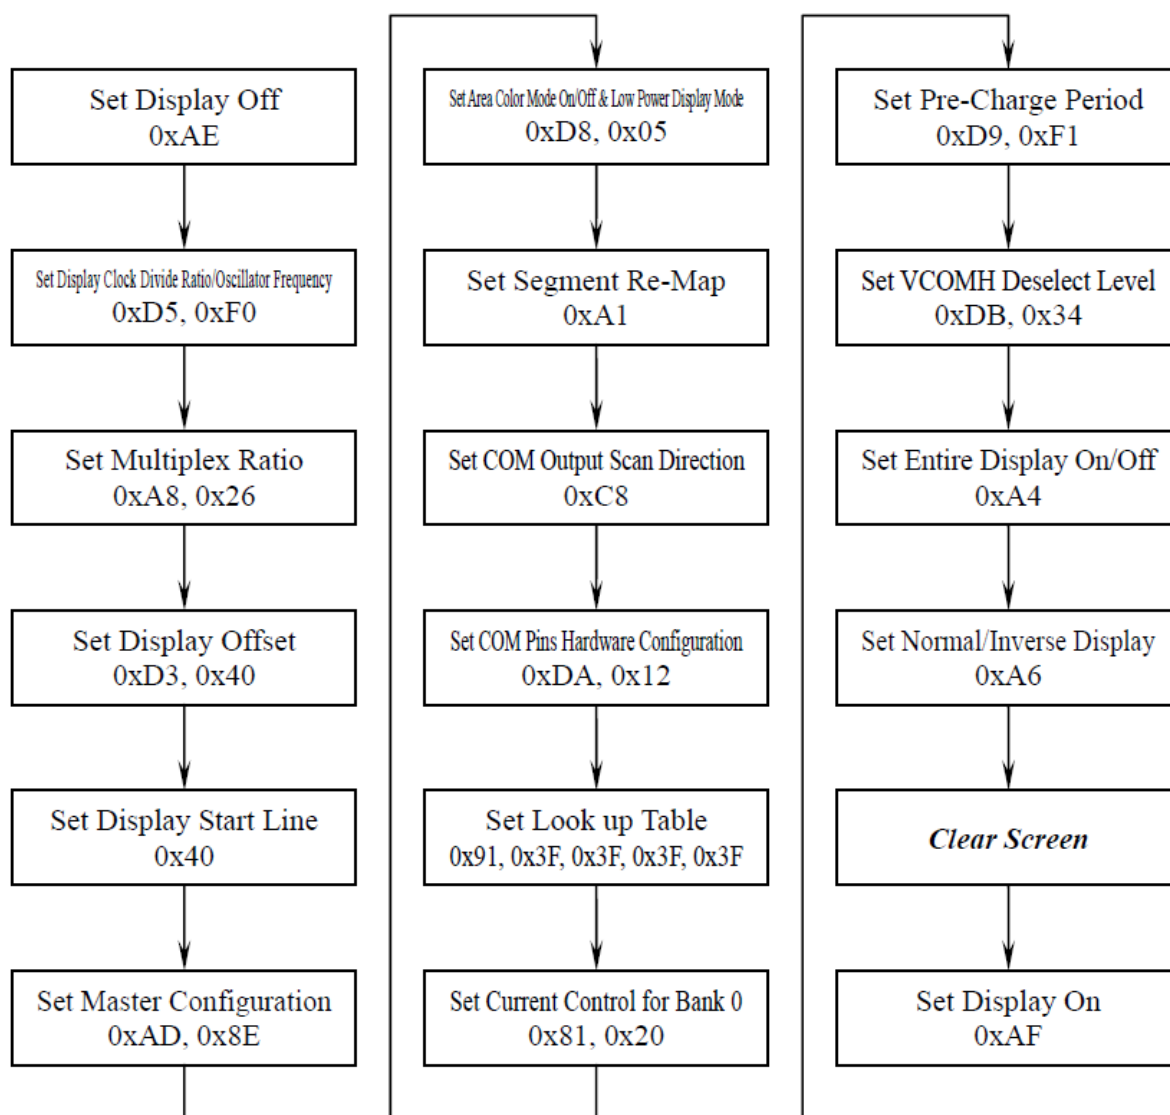 Set Display Off
0xAE
Set Display Clock Divide Ratio/Oscillator Frequency
0xD5, 0xF0
Set Multiplex Ratio
0xA8, 0x26
Set Display Offset
0xD3, 0x40
Set Display Start Line
0x40
Set Master Configuration
0xAD, 0x8E
Set Area Color Mode On/Off & Low Power Display Mode
0xD8, 0x05
Set Segment Re-Map
0xA1
Set COM Output Scan Direction
0xC8
Set COM Pins Hardware Configuration
0xDA, 0x12
Set Look up Table
0x91, 0x3F, 0x3F, 0x3F, 0x3F
Set Current Control for Bank 0
0x81, 0x20
Set Pre-Charge Period
0xD9, 0xF1
Set VCOMH Deselect Level
0xDB, 0x34
Set Entire Display On/Off
0xA4
Set Normal/Inverse Display
0xA6
Clear Screen
Set Display On
0xAF